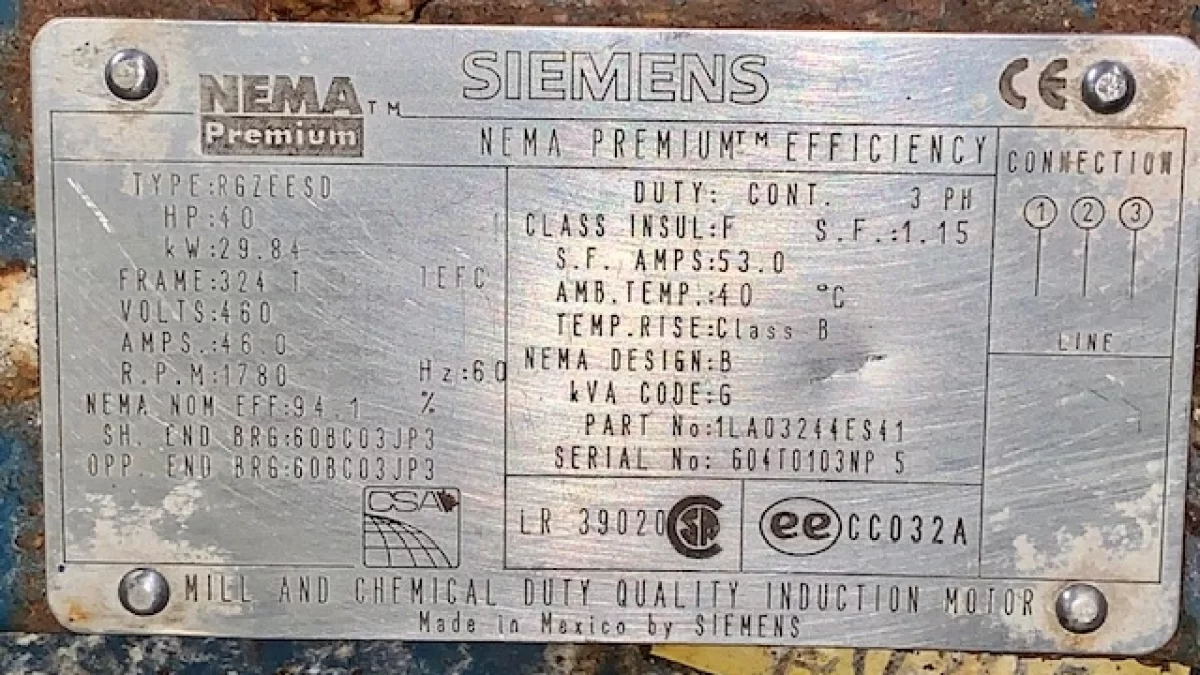 NEMA TM
Premium
SIEMENS
CE
NEMA PREMIUM™ EFFICIENCY
TYPE:RGZEESD
HP:40
kW:29.84
FRAME:324 T TEFC
VOLTS:460
AMPS.:46.0
R.P.M:1780 Hz:60
NEMA NOM EFF:94.1 %
SH. END BRG:60BC03JP3
OPP. END BRG:60BC03JP3
DUTY: CONT. 3 PH
CLASS INSUL:F S.F.:1.15
S.F. AMPS:53.0
AMB.TEMP.:40 °C
TEMP.RISE:Class B
NEMA DESIGN:B
kVA CODE:G
PART No:1LA03244ES41
SERIAL No: G04T0103NP 5
CONNECTION
1 2 3
LINE
CSA
LR 39020 SP
ee CC032A
MILL AND CHEMICAL DUTY QUALITY INDUCTION MOTOR
Made in Mexico by SIEMENS